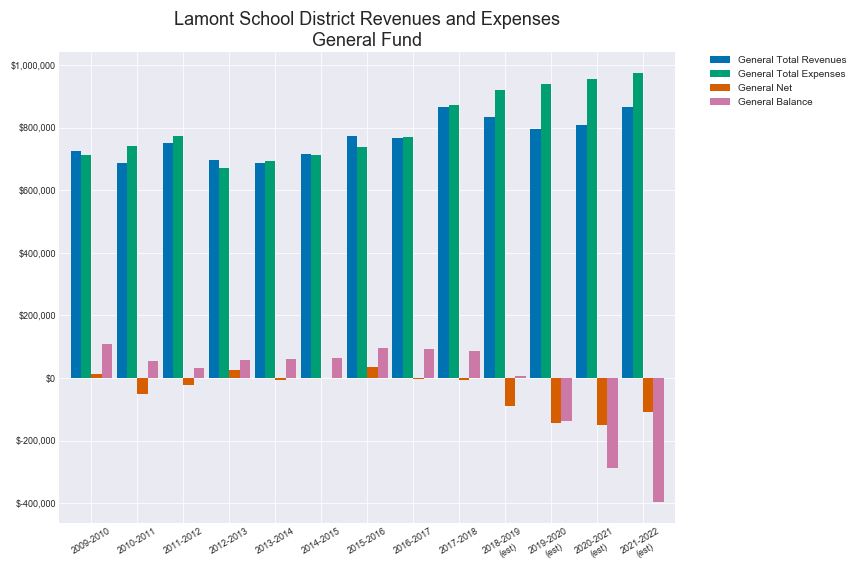 Lamont School District Revenues and Expenses
General Fund
General Total Revenues
General Total Expenses
General Net
General Balance
$1,000,000
$800,000
$600,000
$400,000
$200,000
$0
$-200,000
$-400,000
2009-2010
2010-2011
2011-2012
2012-2013
2013-2014
2014-2015
2015-2016
2016-2017
2017-2018
2018-2019
(est)
2019-2020
(est)
2020-2021
(est)
2021-2022
(est)